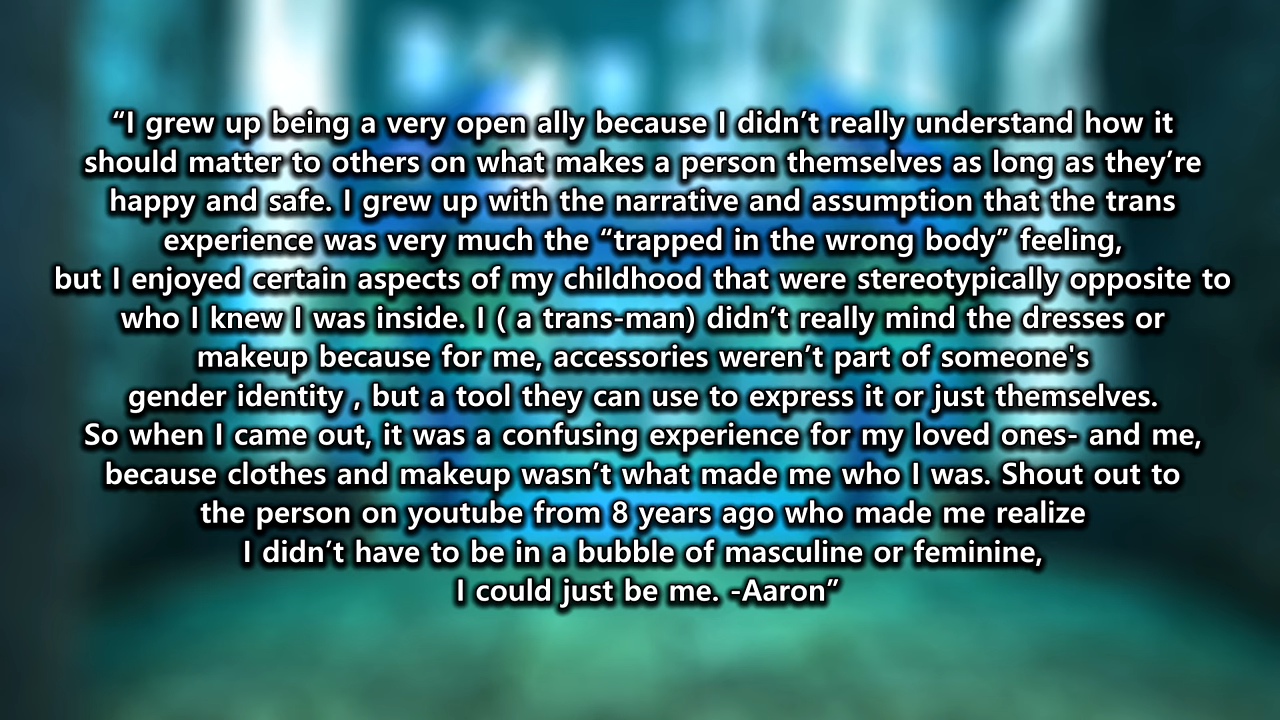 “I grew up being a very open ally because I didn’t really understand how it
should matter to others on what makes a person themselves as long as they’re
happy and safe. I grew up with the narrative and assumption that the trans
experience was very much the “trapped in the wrong body” feeling,
but I enjoyed certain aspects of my childhood that were stereotypically opposite to
who I knew I was inside. I ( a trans-man) didn’t really mind the dresses or
makeup because for me, accessories weren’t part of someone's
gender identity , but a tool they can use to express it or just themselves.
So when I came out, it was a confusing experience for my loved ones- and me,
because clothes and makeup wasn’t what made me who I was. Shout out to
the person on youtube from 8 years ago who made me realize
I didn’t have to be in a bubble of masculine or feminine,
I could just be me. -Aaron”